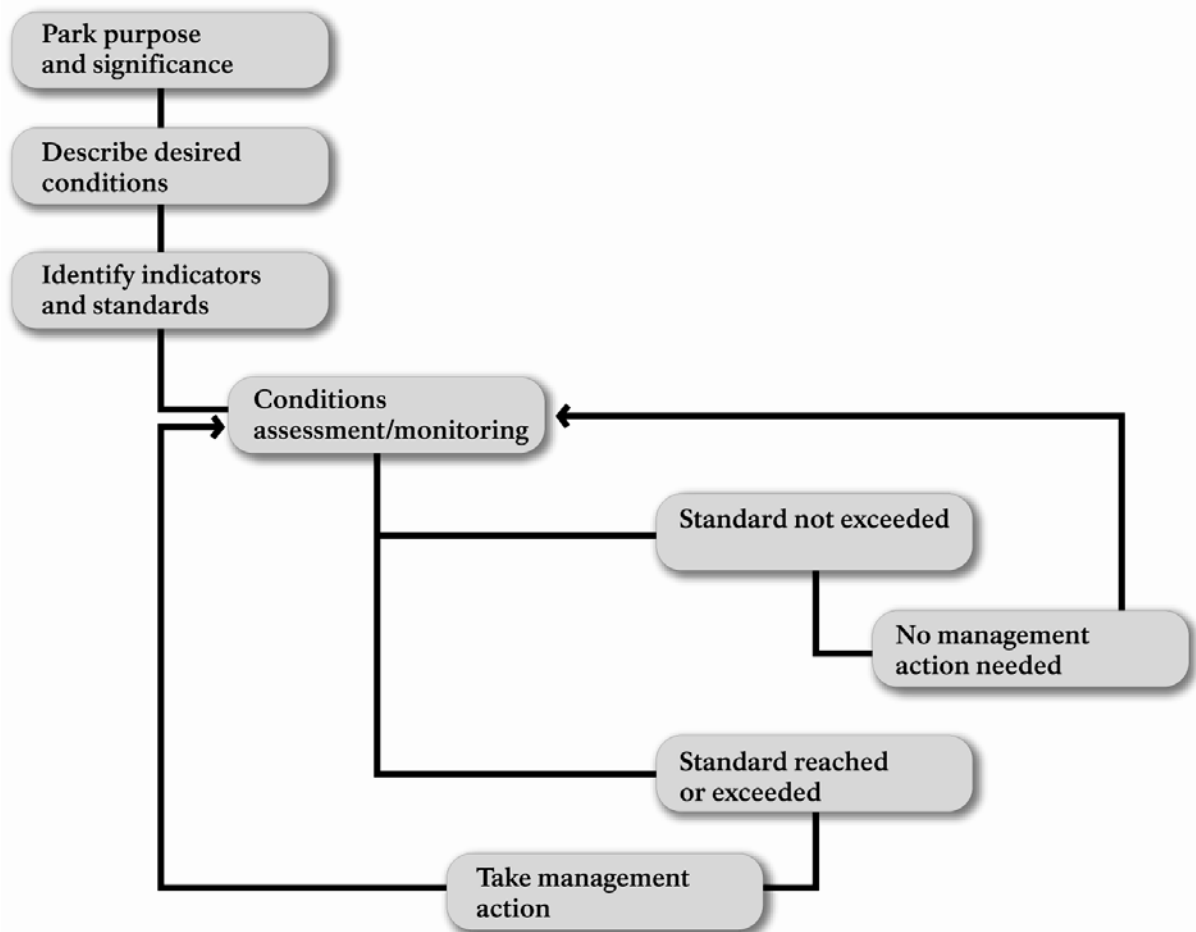 Park purpose
and significance
Describe desired
conditions
Identify indicators
and standards
Conditions
assessment/monitoring
Standard not exceeded
No management
action needed
Standard reached
or exceeded
Take management
action